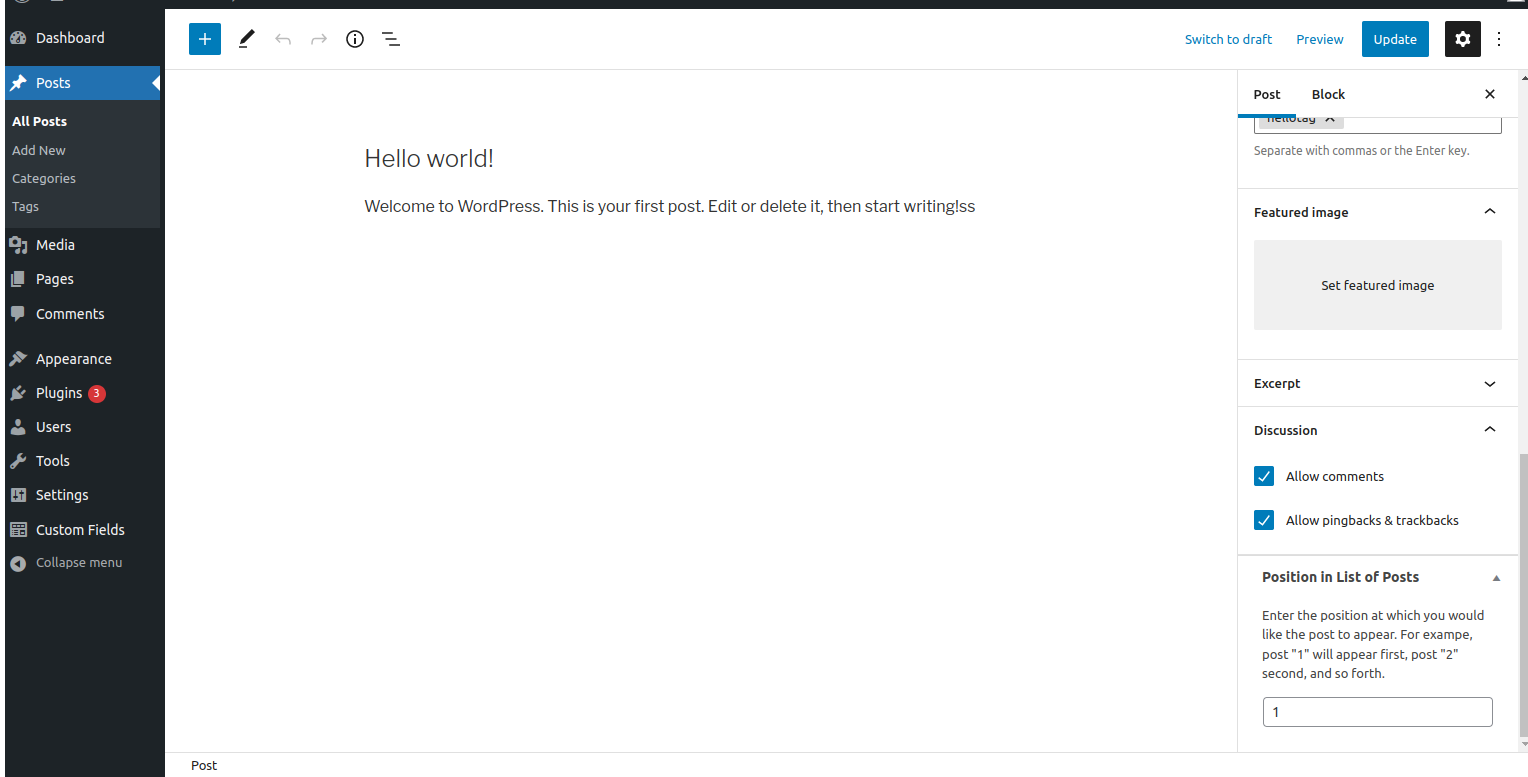 Dashboard
Posts
All Posts
Add New
Categories
Tags
Media
Pages
Comments
Appearance
Plugins 3
Users
Tools
Settings
Custom Fields
Collapse menu
Switch to draft
Preview
Update
Hello world!
Welcome to WordPress. This is your first post. Edit or delete it, then start writing!ss
Post
Block
hellotag
Separate with commas or the Enter key.
Featured image
Set featured image
Excerpt
Discussion
Allow comments
Allow pingbacks & trackbacks
Position in List of Posts
Enter the position at which you would
like the post to appear. For exampe,
post "1" will appear first, post "2"
second, and so forth.
1
Post